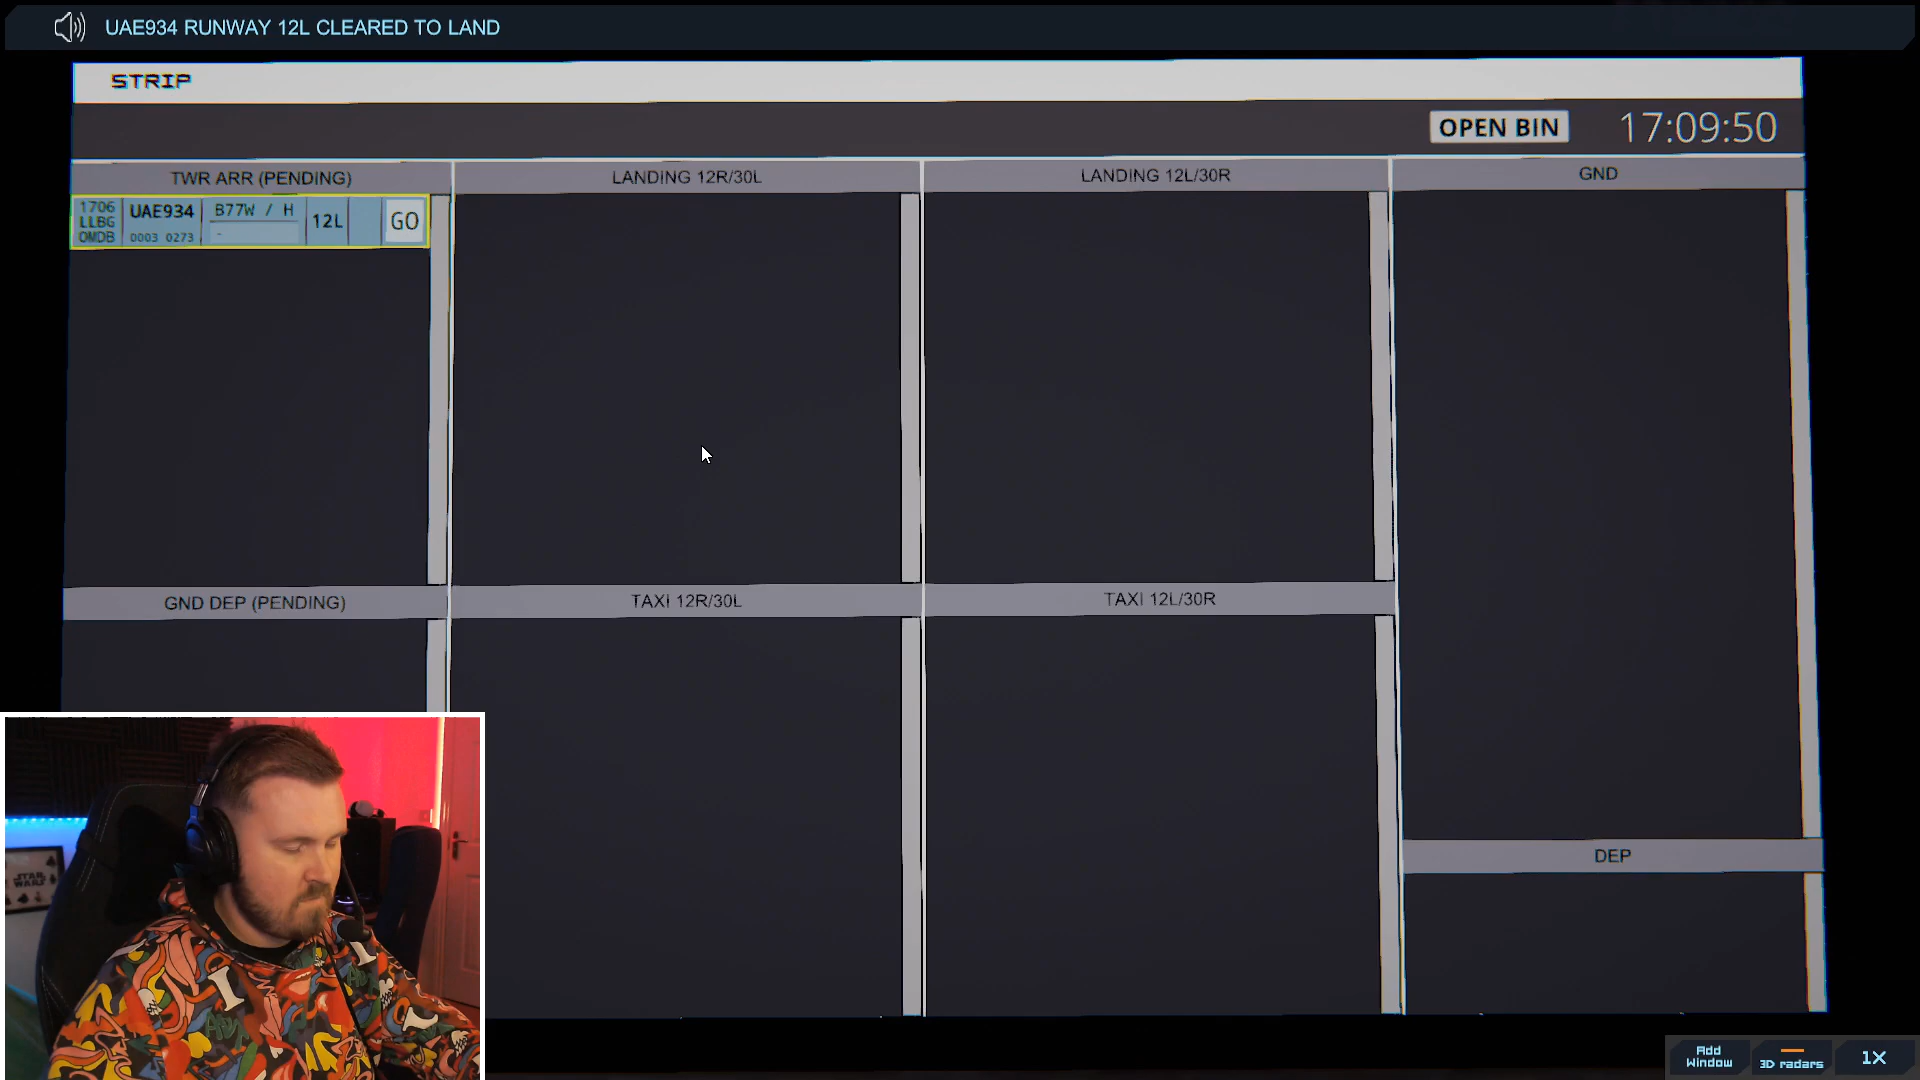 UAE934 RUNWAY 12L CLEARED TO LAND
STRIP
OPEN BIN
17:09:50
TWR ARR (PENDING)
LANDING 12R/30L
LANDING 12L/30R
GND
1706
LLBG
OMDB
UAE934
0003 0273
B77W / H
-
12L
GO
GND DEP (PENDING)
TAXI 12R/30L
TAXI 12L/30R
DEP
STAR
WARS
Add
Window
3D radars
1X